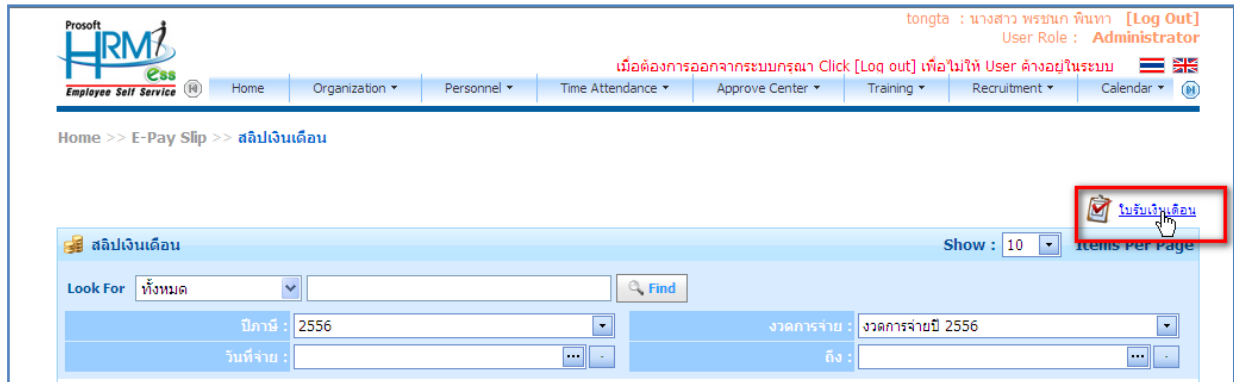 tongta : นางสาว พรชนก พินทา [Log Out]
Prosoft
HRMi
User Role : Administrator
ess
เมื่อต้องการออกจากระบบกรุณา Click [Log out] เพื่อไม่ให้ User ค้างอยู่ในระบบ
Employee Self Service Home Organization Personnel Time Attendance Approve Center Training Recruitment Calendar
Home >> E-Pay Slip >> สลิปเงินเดือน
ใบรับเงินเดือน
สลิปเงินเดือน Show : 10 Items Per Page
Look For ทั้งหมด Find
ปีภาษี : 2556 งวดการจ่าย : งวดการจ่ายปี 2556
วันที่จ่าย : ถึง :